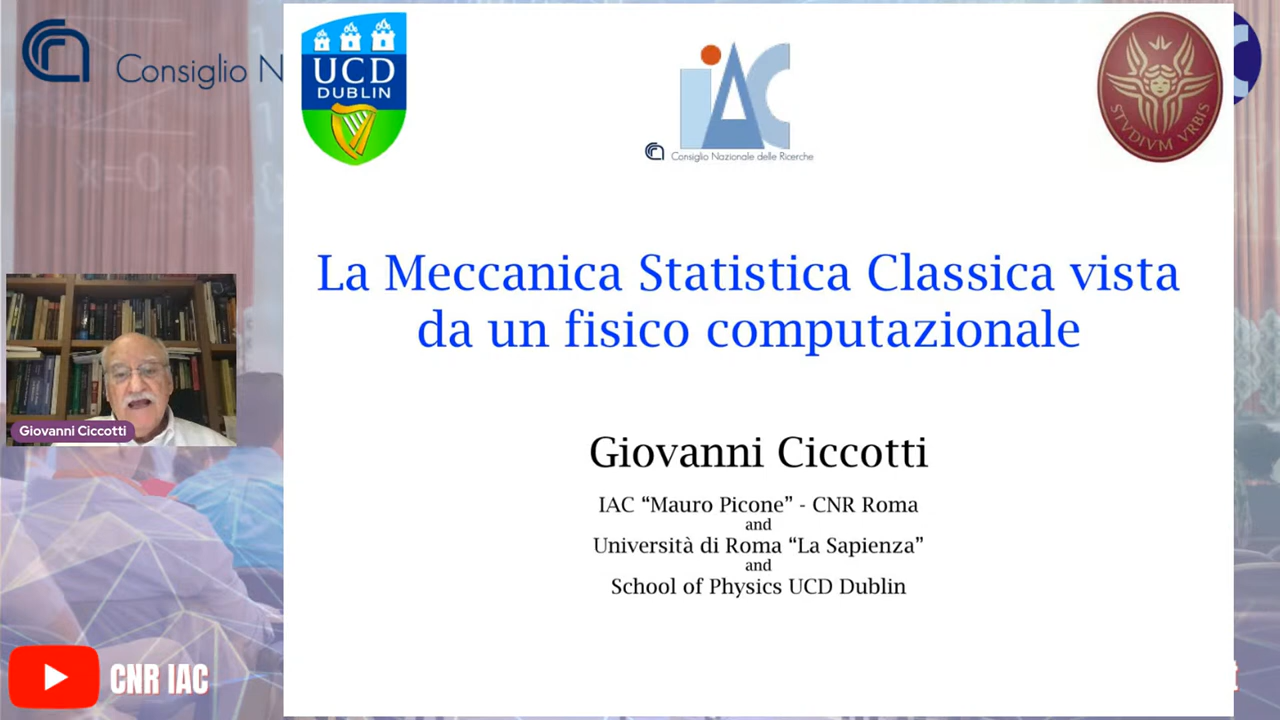 Consiglio N
UCD
DUBLIN
iAC
Consiglio Nazionale delle Ricerche
STVDIVM VRBIS
La Meccanica Statistica Classica vista
da un fisico computazionale
Giovanni Ciccotti
Giovanni Ciccotti
IAC “Mauro Picone” - CNR Roma
and
Università di Roma “La Sapienza”
and
School of Physics UCD Dublin
CNR IAC